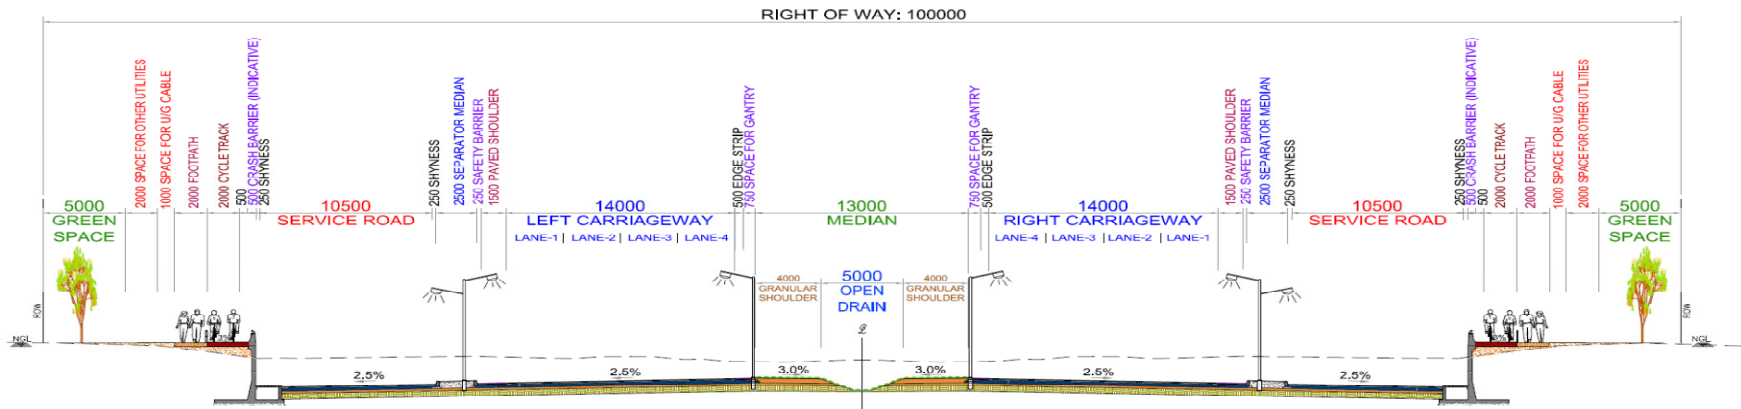 RIGHT OF WAY: 100000
2000 SPACE FOR OTHER UTILITIES
1000 SPACE FOR U/G CABLE
2000 FOOTPATH
2000 CYCLE TRACK
500
500 CRASH BARRIER (INDICATIVE)
250 SHYNESS
250 SHYNESS
2500 SEPARATOR MEDIAN
250 SAFETY BARRIER
1500 PAVED SHOULDER
500 EDGE STRIP
750 SPACE FOR GANTRY
750 SPACE FOR GANTRY
500 EDGE STRIP
1500 PAVED SHOULDER
250 SAFETY BARRIER
2500 SEPARATOR MEDIAN
250 SHYNESS
250 SHYNESS
500 CRASH BARRIER (INDICATIVE)
500
2000 CYCLE TRACK
2000 FOOTPATH
1000 SPACE FOR U/G CABLE
2000 SPACE FOR OTHER UTILITIES
5000
GREEN
SPACE
10500
SERVICE ROAD
14000
LEFT CARRIAGEWAY
LANE-1 | LANE-2 | LANE-3 | LANE-4
13000
MEDIAN
14000
RIGHT CARRIAGEWAY
LANE-4 | LANE-3 | LANE-2 | LANE-1
10500
SERVICE ROAD
5000
GREEN
SPACE
4000
GRANULAR
SHOULDER
5000
OPEN
DRAIN
4000
GRANULAR
SHOULDER
ROW
ROW
NGL
NGL
2.5%
2.5%
3.0%
3.0%
2.5%
2.5%